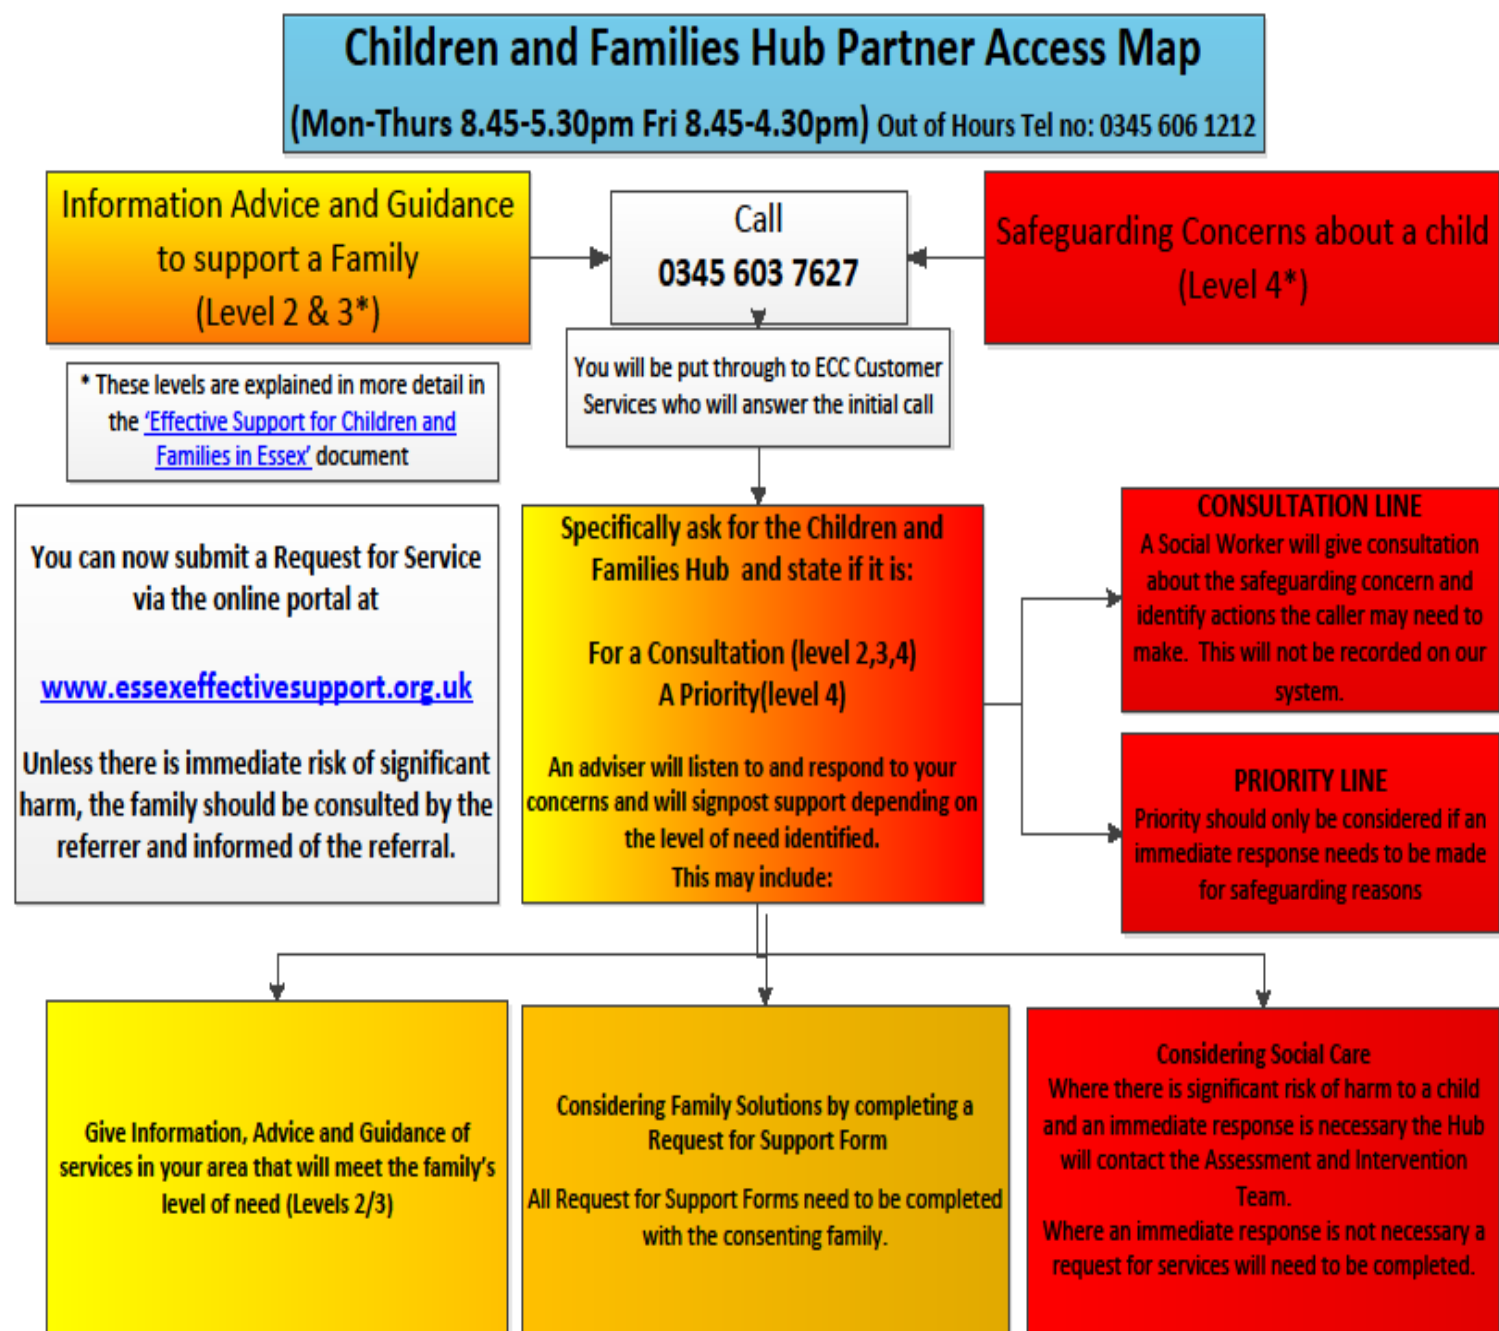 Children and Families Hub Partner Access Map
(Mon-Thurs 8.45-5.30pm Fri 8.45-4.30pm) Out of Hours Tel no: 0345 606 1212
Information Advice and Guidance
to support a Family
(Level 2 & 3*)
Call
0345 603 7627
Safeguarding Concerns about a child
(Level 4*)
* These levels are explained in more detail in
the 'Effective Support for Children and
Families in Essex' document
You will be put through to ECC Customer
Services who will answer the initial call
You can now submit a Request for Service
via the online portal at
www.essexeffectivesupport.org.uk
Unless there is immediate risk of significant
harm, the family should be consulted by the
referrer and informed of the referral.
Specifically ask for the Children and
Families Hub and state if it is:
For a Consultation (level 2,3,4)
A Priority(level 4)
An adviser will listen to and respond to your
concerns and will signpost support depending on
the level of need identified.
This may include:
CONSULTATION LINE
A Social Worker will give consultation
about the safeguarding concern and
identify actions the caller may need to
make. This will not be recorded on our
system.
PRIORITY LINE
Priority should only be considered if an
immediate response needs to be made
for safeguarding reasons
Give Information, Advice and Guidance of
services in your area that will meet the family's
level of need (Levels 2/3)
Considering Family Solutions by completing a
Request for Support Form
All Request for Support Forms need to be completed
with the consenting family.
Considering Social Care
Where there is significant risk of harm to a child
and an immediate response is necessary the Hub
will contact the Assessment and Intervention
Team.
Where an immediate response is not necessary a
request for services will need to be completed.